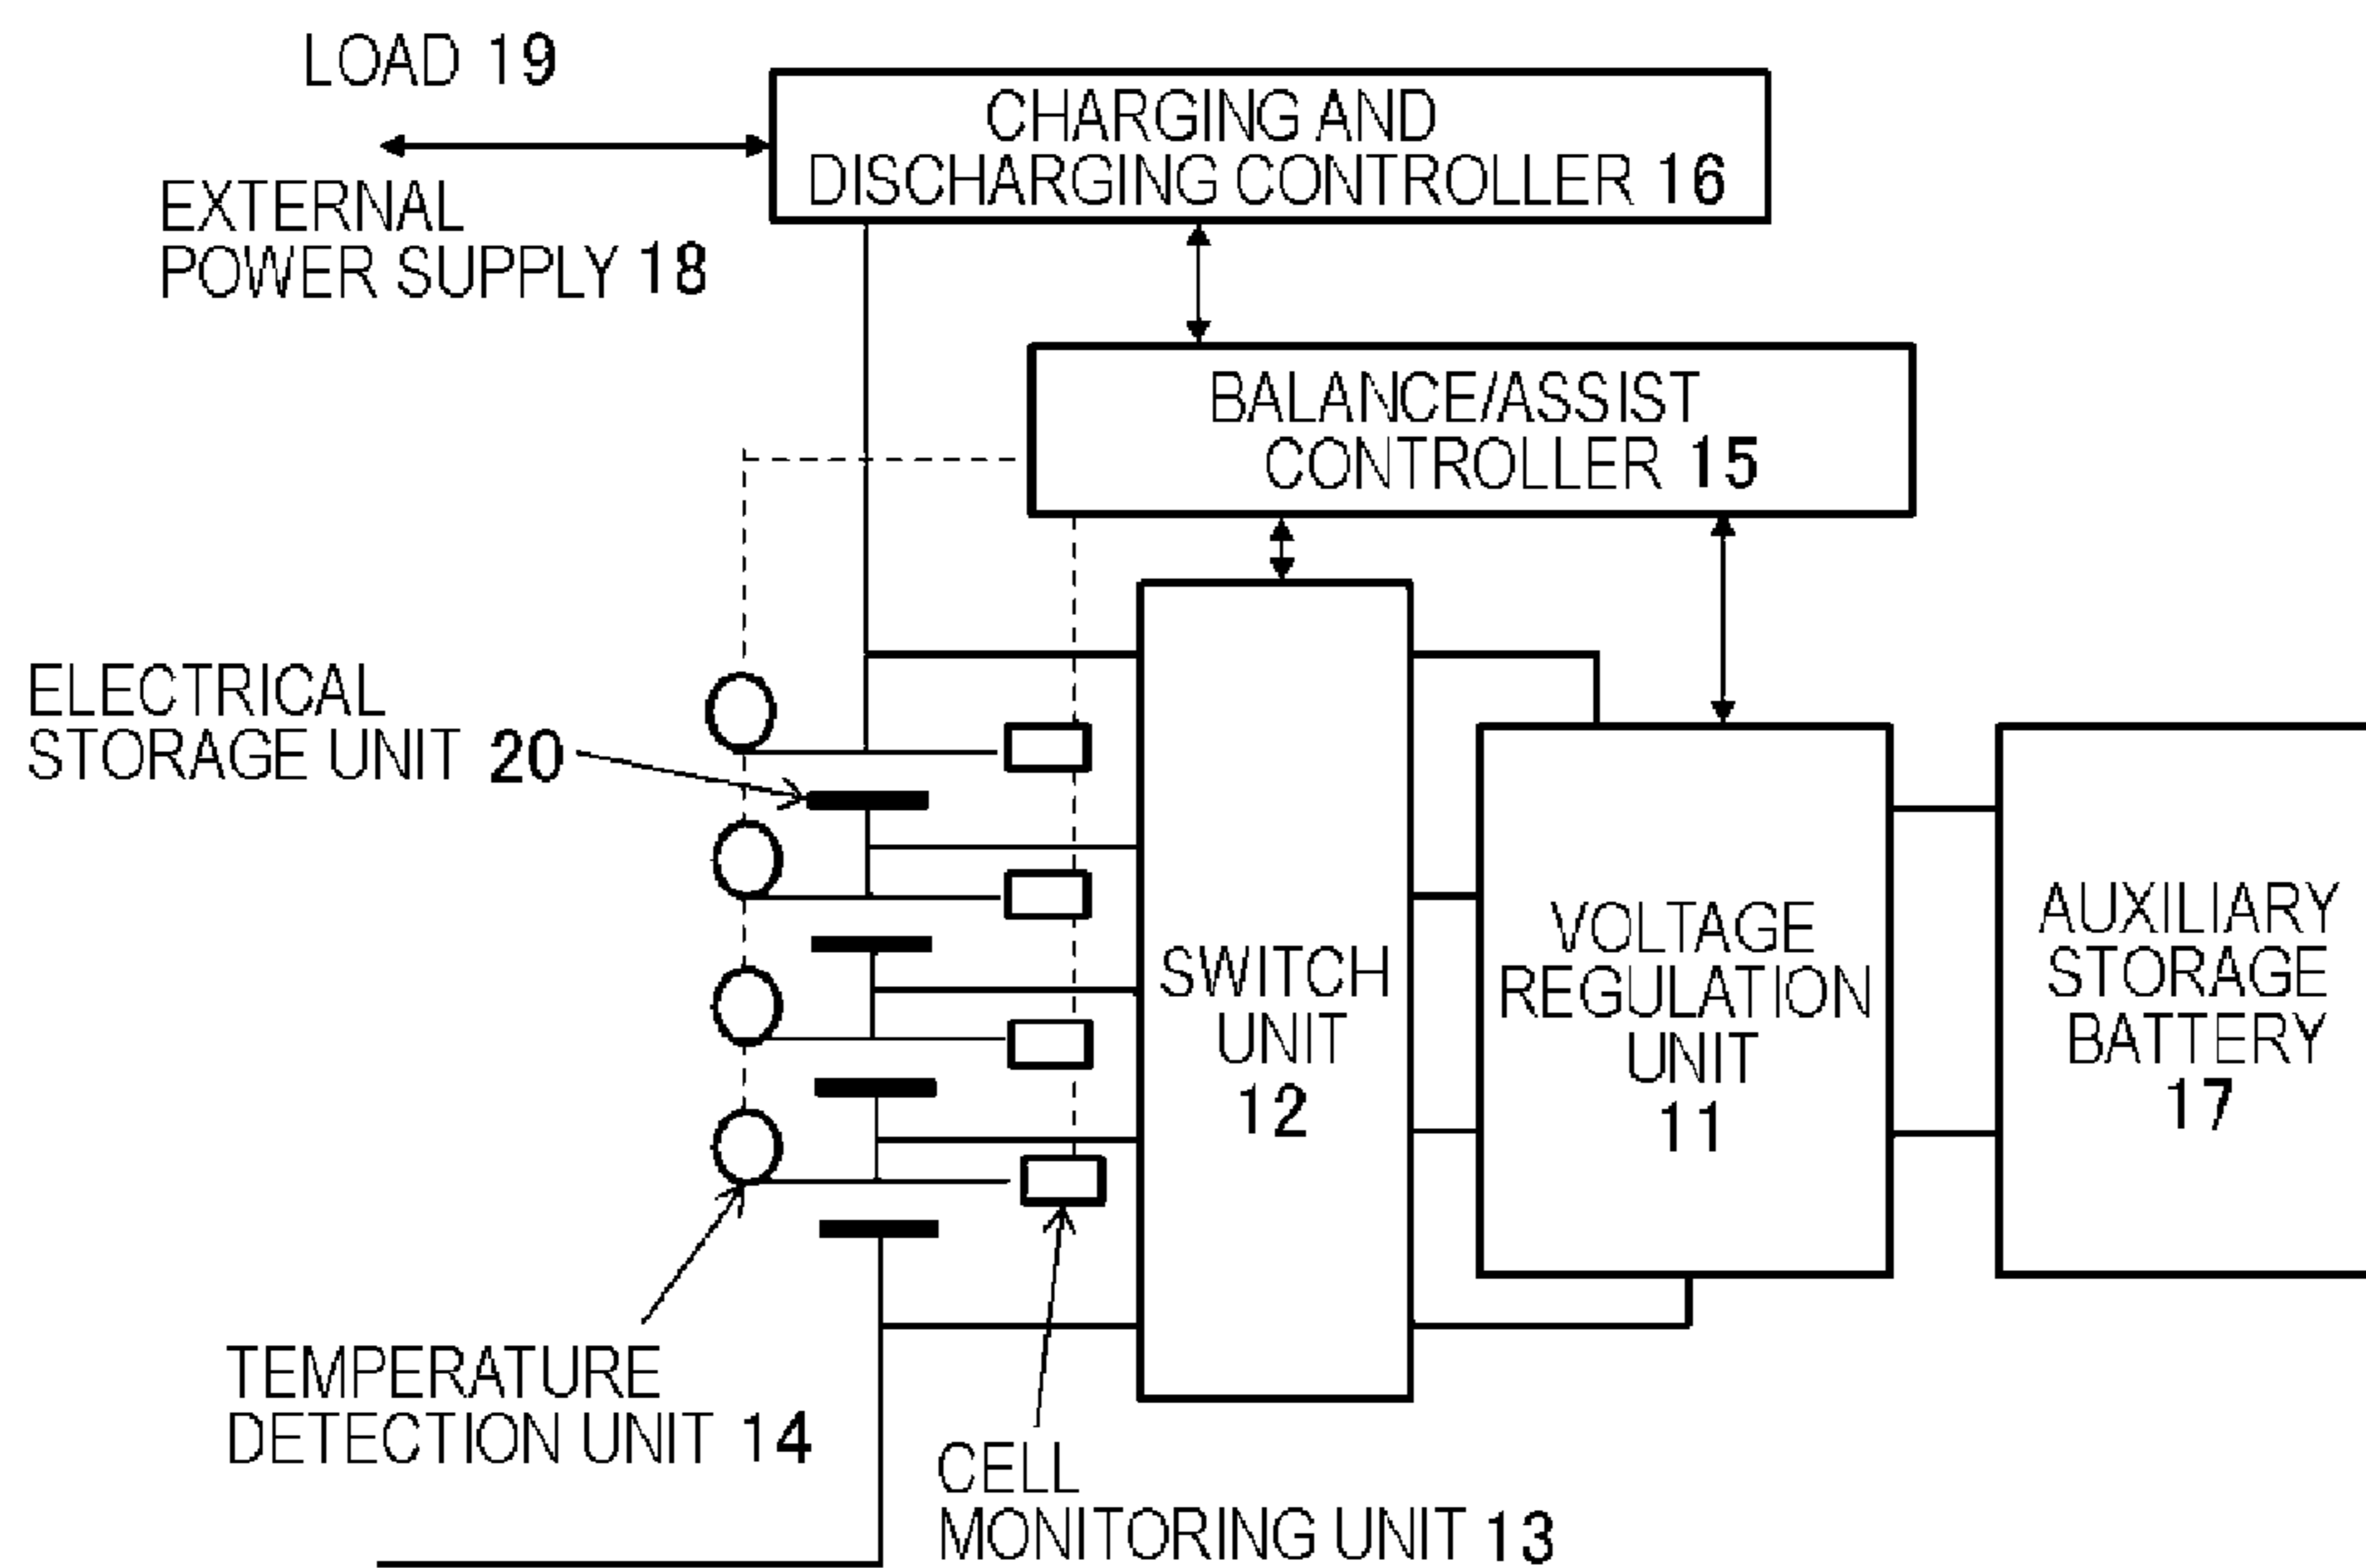 LOAD 19
CHARGING AND
DISCHARGING CONTROLLER 16
EXTERNAL
POWER SUPPLY 18
BALANCE/ASSIST
CONTROLLER 15
ELECTRICAL
STORAGE UNIT 20
SWITCH
UNIT
12
VOLTAGE
REGULATION
UNIT
11
AUXILIARY
STORAGE
BATTERY
17
TEMPERATURE
DETECTION UNIT 14
CELL
MONITORING UNIT 13